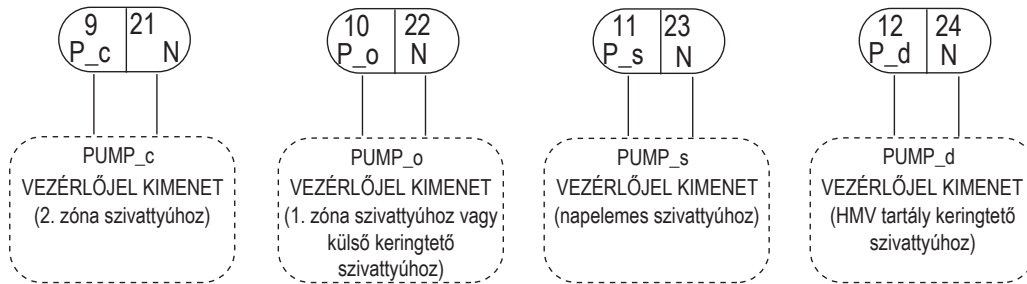 9 21
P_c N
PUMP_c
VEZÉRLŐJEL KIMENET
(2. zóna szivattyúhoz)
10 22
P_o N
PUMP_o
VEZÉRLŐJEL KIMENET
(1. zóna szivattyúhoz vagy
külső keringtető
szivattyúhoz)
11 23
P_s N
PUMP_s
VEZÉRLŐJEL KIMENET
(napelemes szivattyúhoz)
12 24
P_d N
PUMP_d
VEZÉRLŐJEL KIMENET
(HMV tartály keringtető
szivattyúhoz)